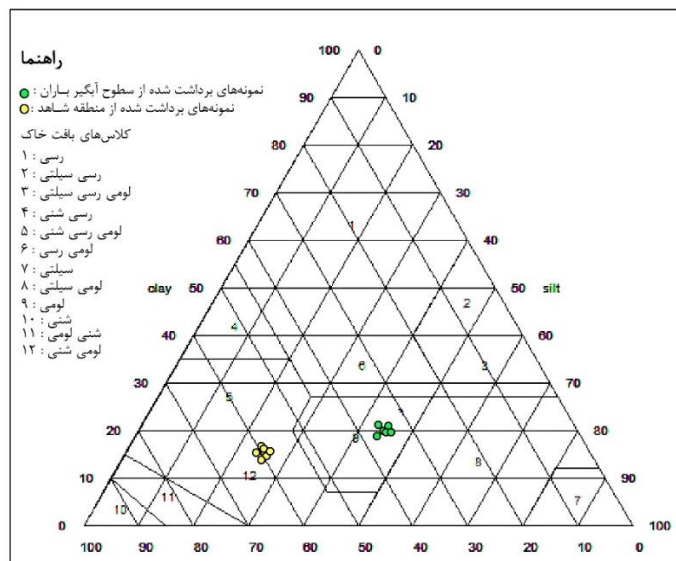 راهنما
نمونه‌های برداشت شده از سطوح آبگیر بـاران :
نمونه‌های برداشت شده از منطقه شـاهد :
کلاس‌های بافت خاک
رسی : ۱
رسی سیلتی : ۲
لومی رسی سیلتی : ۳
رسی شنی : ۴
لومی رسی شنی : ۵
لومی رسی : ۶
سیلتی : ۷
لومی سیلتی : ۸
لومی : ۹
شنی : ۱۰
شنی لومی : ۱۱
لومی شنی : ۱۲
100 0
90 10
80 20
70 30
1
60 40
clay 50 50 silt
2
4
40 60
6 3
30 70
5
20 80
9
8
12
10 90
11 7
10
0 100
100 90 80 70 60 50 40 30 20 10 0